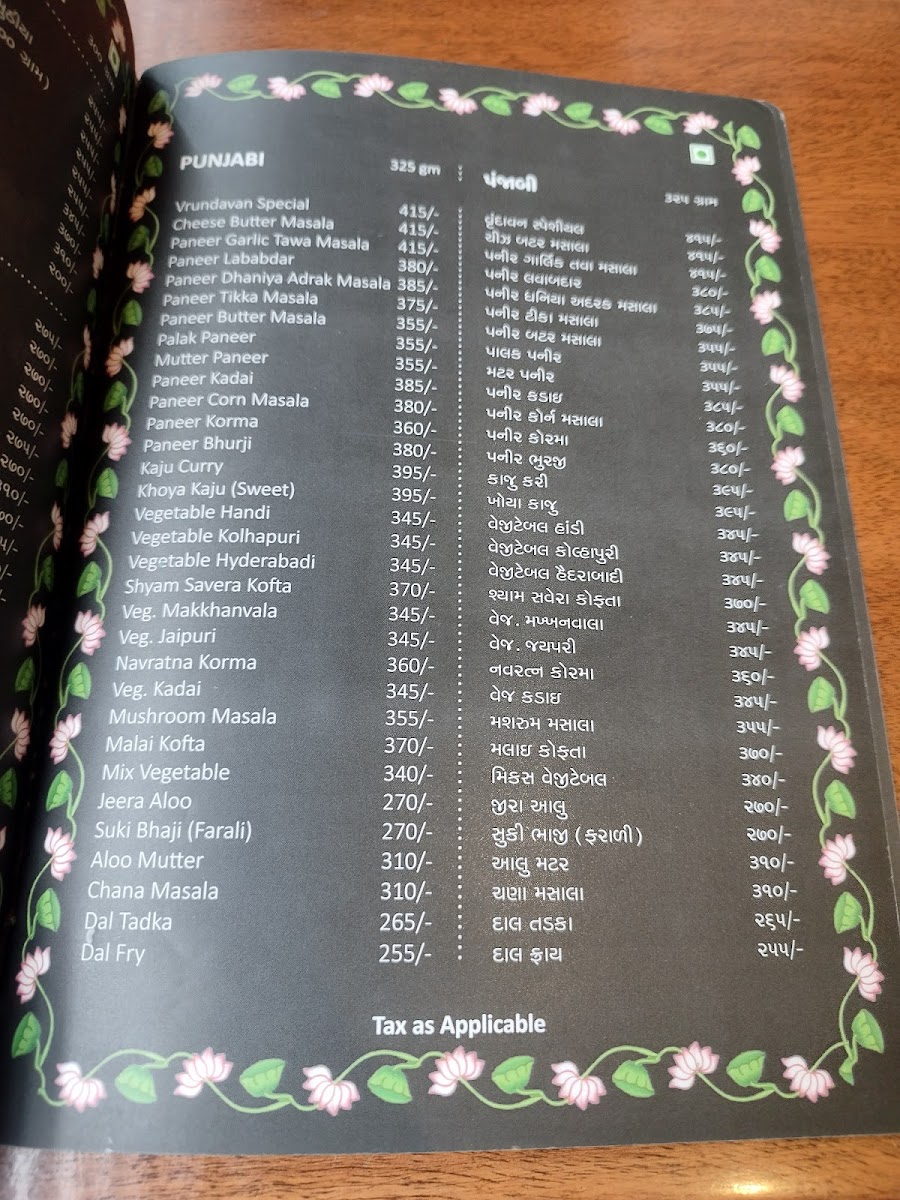 PUNJABI 325 gm
Vrundavan Special 415/-
Cheese Butter Masala 415/-
Paneer Garlic Tawa Masala 415/-
Paneer Lababdar 380/-
Paneer Dhaniya Adrak Masala 385/-
Paneer Tikka Masala 375/-
Paneer Butter Masala 355/-
Palak Paneer 355/-
Mutter Paneer 355/-
Paneer Kadai 385/-
Paneer Corn Masala 380/-
Paneer Korma 360/-
Paneer Bhurji 380/-
Kaju Curry 395/-
Khoya Kaju (Sweet) 395/-
Vegetable Handi 345/-
Vegetable Kolhapuri 345/-
Vegetable Hyderabadi 345/-
Shyam Savera Kofta 370/-
Veg. Makkhanvala 345/-
Veg. Jaipuri 345/-
Navratna Korma 360/-
Veg. Kadai 345/-
Mushroom Masala 355/-
Malai Kofta 370/-
Mix Vegetable 340/-
Jeera Aloo 270/-
Suki Bhaji (Farali) 270/-
Aloo Mutter 310/-
Chana Masala 310/-
Dal Tadka 265/-
Dal Fry 255/-
પંજાબી ૩૨૫ ગ્રામ
વૃંદાવન સ્પેશીયલ ૪૧૫/-
ચીઝ બટર મસાલા ૪૧૫/-
પનીર ગાર્લિક તવા મસાલા ૪૧૫/-
પનીર લવાબદાર ૩૮૦/-
પનીર ધનિયા અદરક મસાલા ૩૮૫/-
પનીર ટીકા મસાલા ૩૭૫/-
પનીર બટર મસાલા ૩૫૫/-
પાલક પનીર ૩૫૫/-
મટર પનીર ૩૫૫/-
પનીર કડાઇ ૩૮૫/-
પનીર કોર્ન મસાલા ૩૮૦/-
પનીર કોરમા ૩૬૦/-
પનીર ભુરજી ૩૮૦/-
કાજુ કરી ૩૯૫/-
ખોયા કાજુ ૩૯૫/-
વેજીટેબલ હાંડી ૩૪૫/-
વેજીટેબલ કોલ્હાપુરી ૩૪૫/-
વેજીટેબલ હૈદરાબાદી ૩૪૫/-
શ્યામ સવેરા કોફતા ૩૭૦/-
વેજ. મખ્ખનવાલા ૩૪૫/-
વેજ. જયપરી ૩૪૫/-
નવરત્ન કોરમા ૩૬૦/-
વેજ કડાઇ ૩૪૫/-
મશરુમ મસાલા ૩૫૫/-
મલાઇ કોફતા ૩૭૦/-
મિકસ વેજીટેબલ ૩૪૦/-
જીરા આલુ ૨૭૦/-
સુકી ભાજી (ફરાળી) ૨૭૦/-
આલુ મટર ૩૧૦/-
ચણા મસાલા ૩૧૦/-
દાલ તડકા ૨૬૫/-
દાલ ફ્રાય ૨૫૫/-
Tax as Applicable